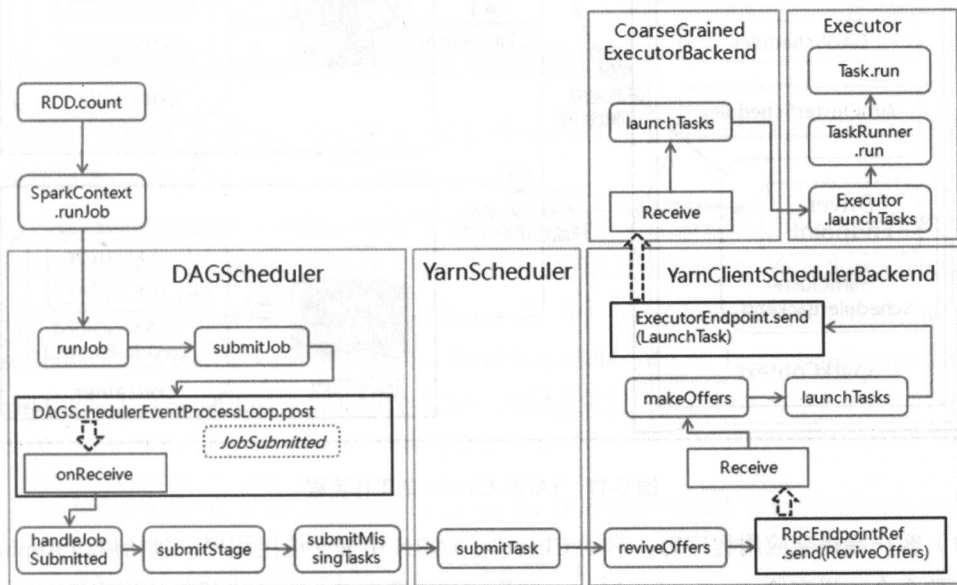 CoarseGrained
ExecutorBackend
Executor
Task.run
RDD.count
launchTasks
TaskRunner
.run
SparkContext
.runJob
Receive
Executor
.launchTasks
DAGScheduler
YarnScheduler
YarnClientSchedulerBackend
ExecutorEndpoint.send
(LaunchTask)
runJob
submitJob
makeOffers
launchTasks
DAGSchedulerEventProcessLoop.post
JobSubmitted
onReceive
Receive
handleJob
Submitted
submitStage
submitMis
singTasks
submitTask
reviveOffers
RpcEndpointRef
.send(ReviveOffers)